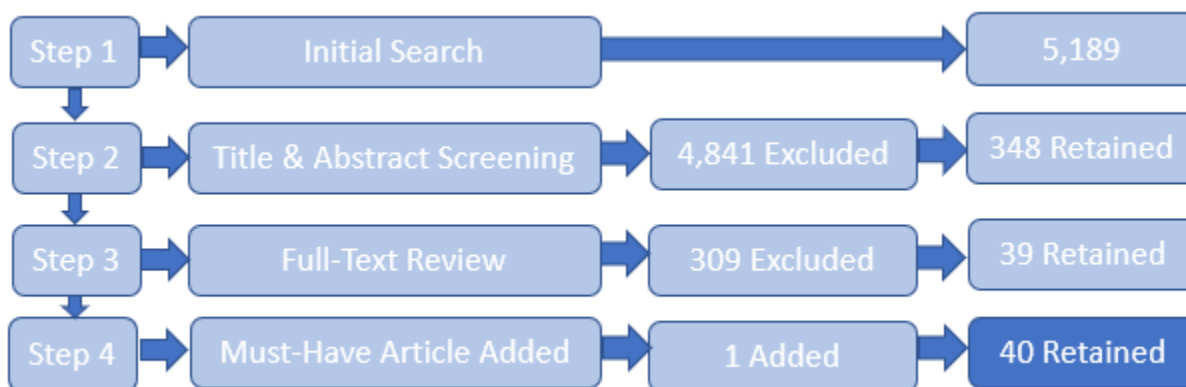 Step 1 Initial Search 5,189
Step 2 Title & Abstract Screening 4,841 Excluded 348 Retained
Step 3 Full-Text Review 309 Excluded 39 Retained
Step 4 Must-Have Article Added 1 Added 40 Retained